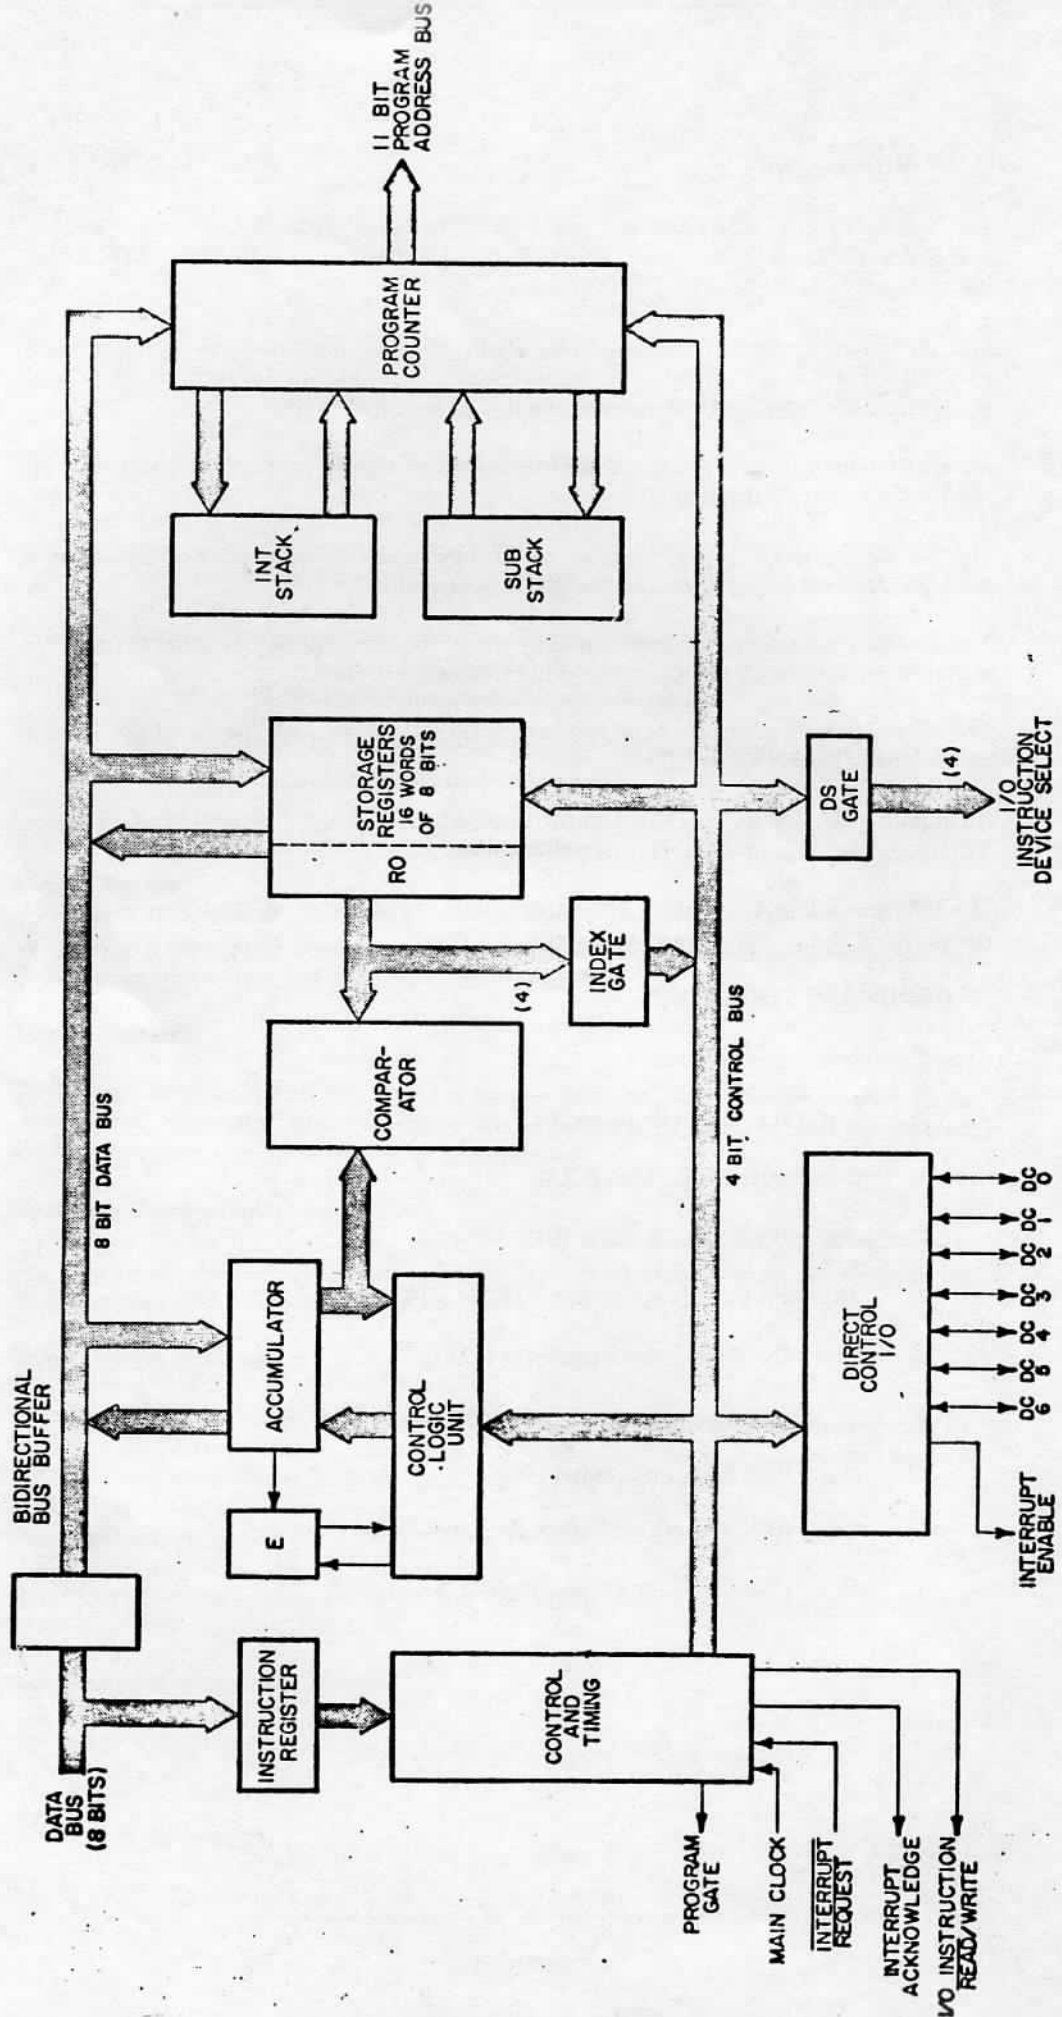 DATA
BUS
(8 BITS)
BIDIRECTIONAL
BUS BUFFER
8 BIT DATA BUS
INSTRUCTION
REGISTER
E
ACCUMULATOR
CONTROL
LOGIC
UNIT
COMPAR-
ATOR
RO
STORAGE
REGISTERS
16 WORDS
OF 8 BITS
INT
STACK
SUB
STACK
PROGRAM
COUNTER
11 BIT
PROGRAM
ADDRESS BUS
(4)
INDEX
GATE
CONTROL
AND
TIMING
4 BIT CONTROL BUS
DIRECT
CONTROL
I/O
DS
GATE
(4)
I/O
INSTRUCTION
DEVICE SELECT
PROGRAM
GATE
MAIN CLOCK
INTERRUPT
REQUEST
INTERRUPT
ACKNOWLEDGE
I/O INSTRUCTION
READ/WRITE
INTERRUPT
ENABLE
DC
6
DC
5
DC
4
DC
3
DC
2
DC
1
DC
0